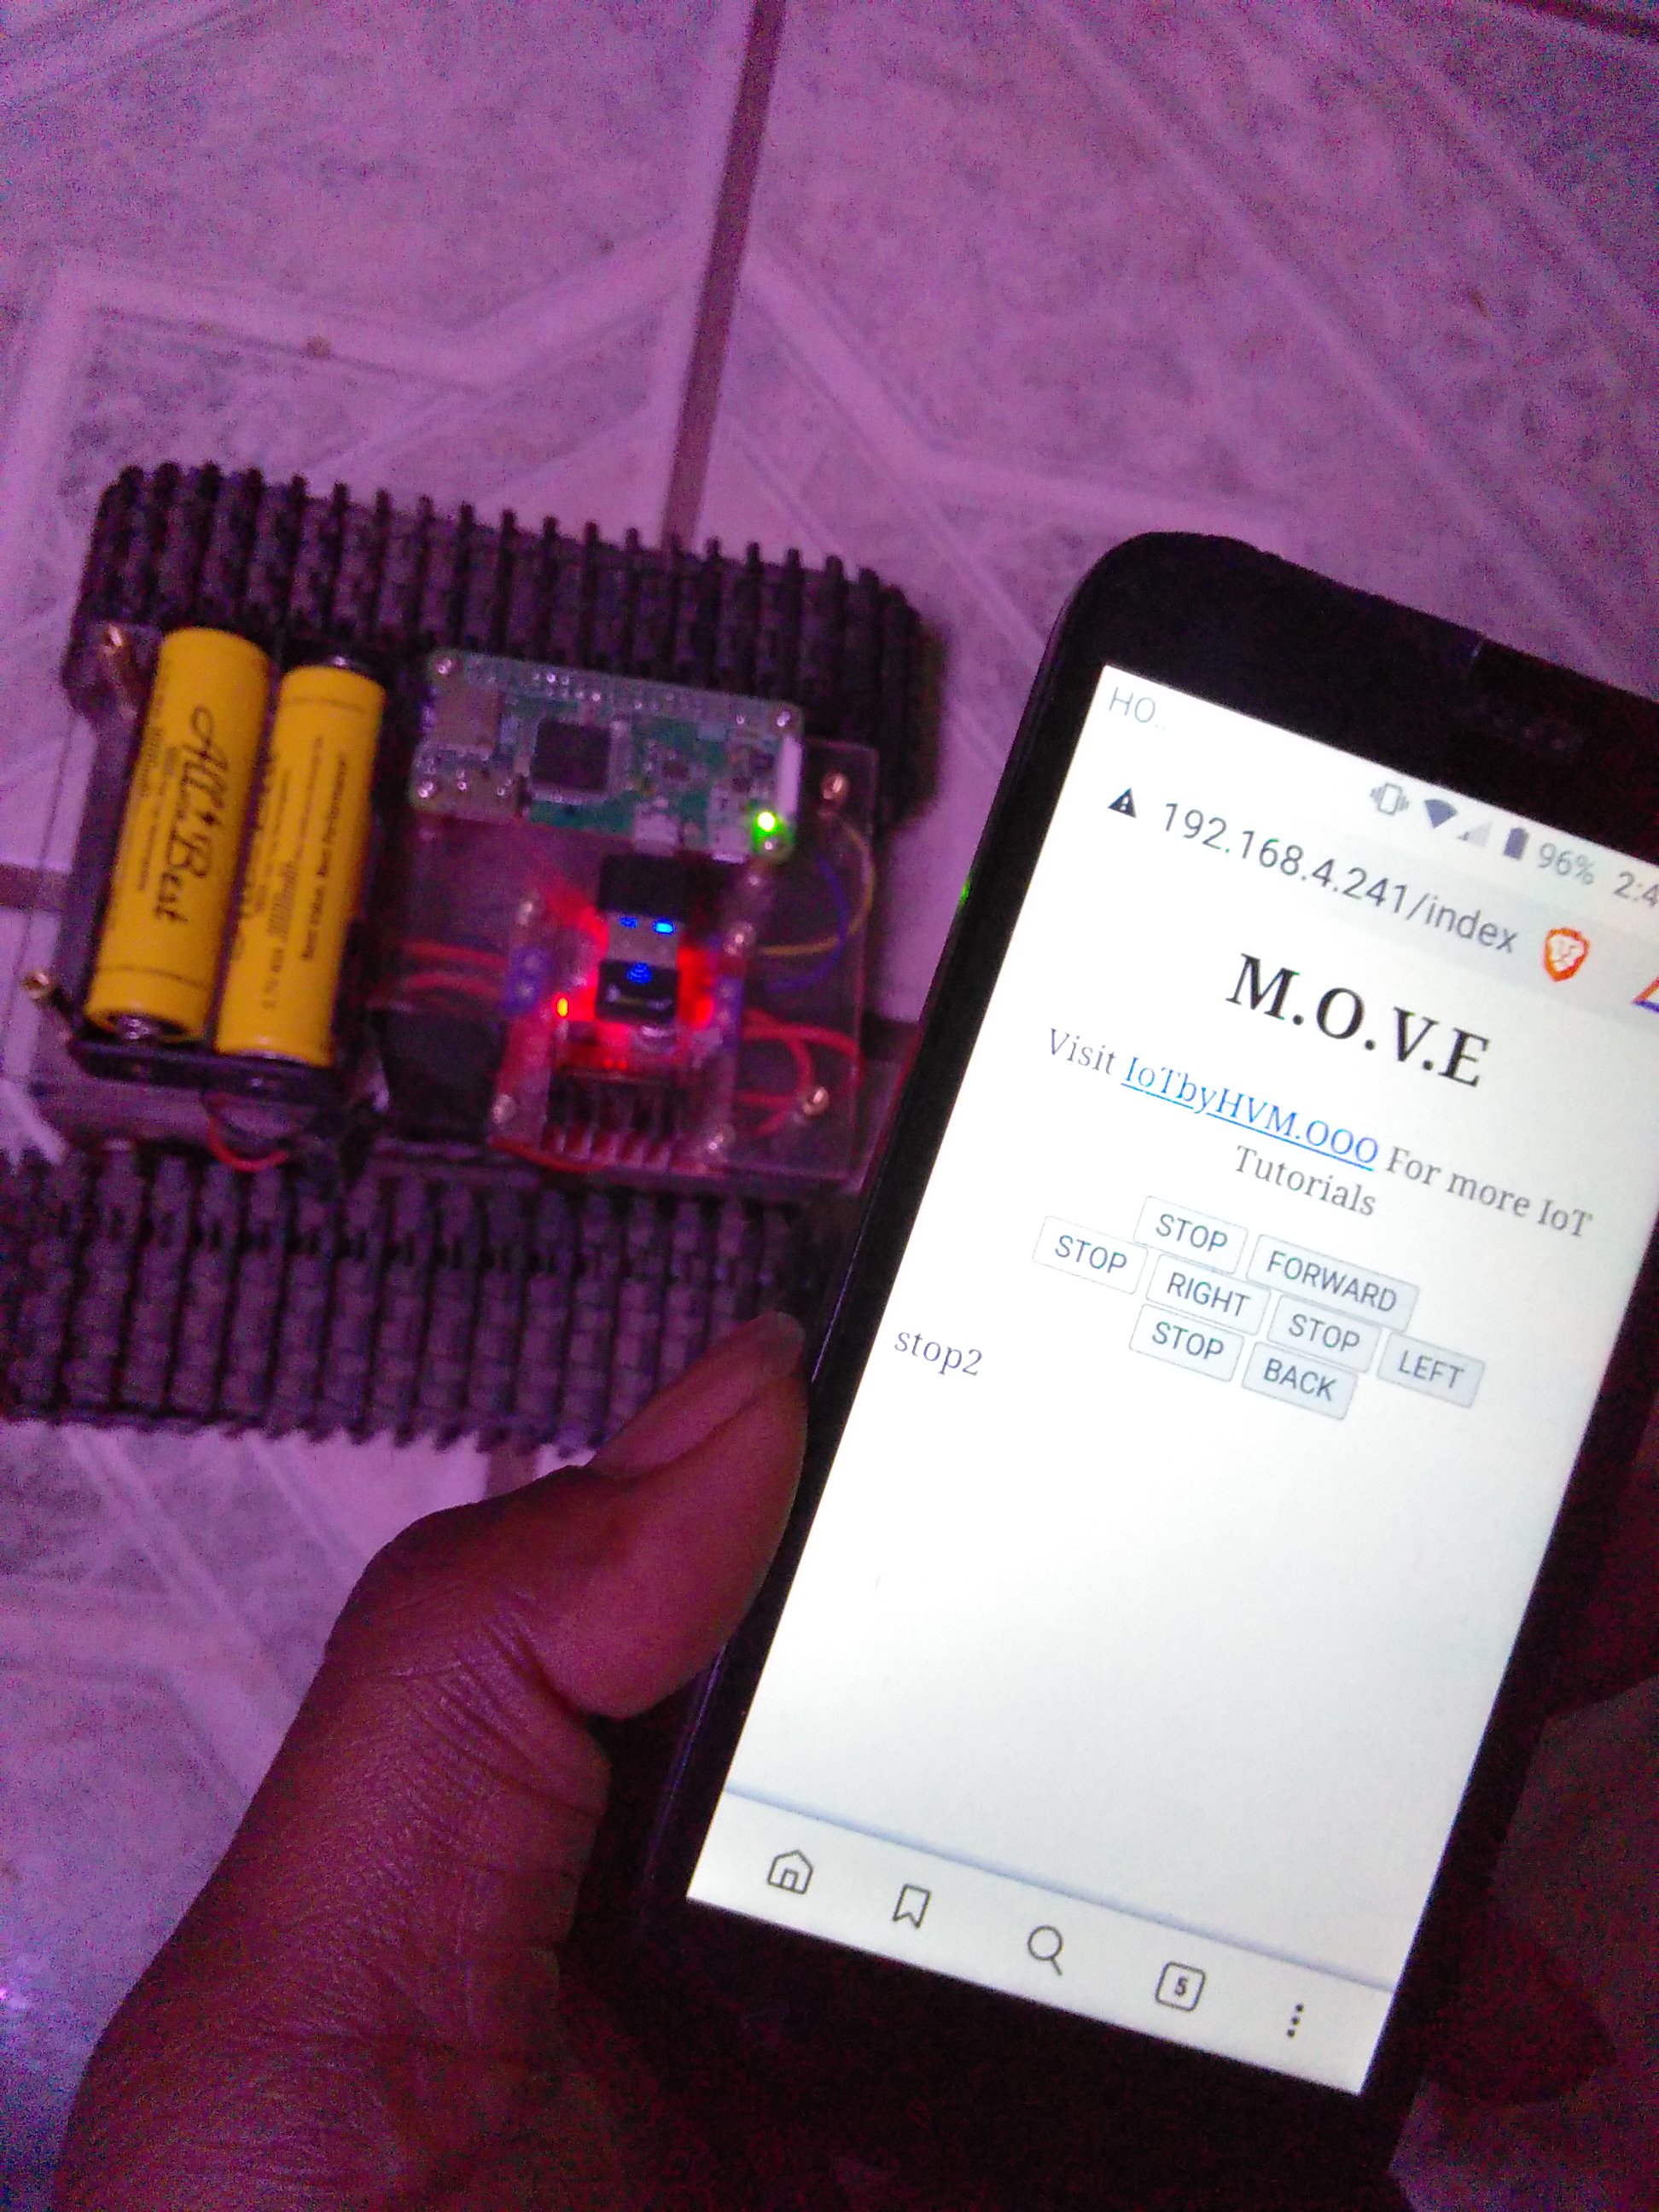 HO..
96% 2:4
192.168.4.241/index
M.O.V.E
Visit IoTbyHVM.OOO For more IoT
Tutorials
STOP FORWARD
STOP RIGHT STOP LEFT
STOP BACK
stop2
5
Best